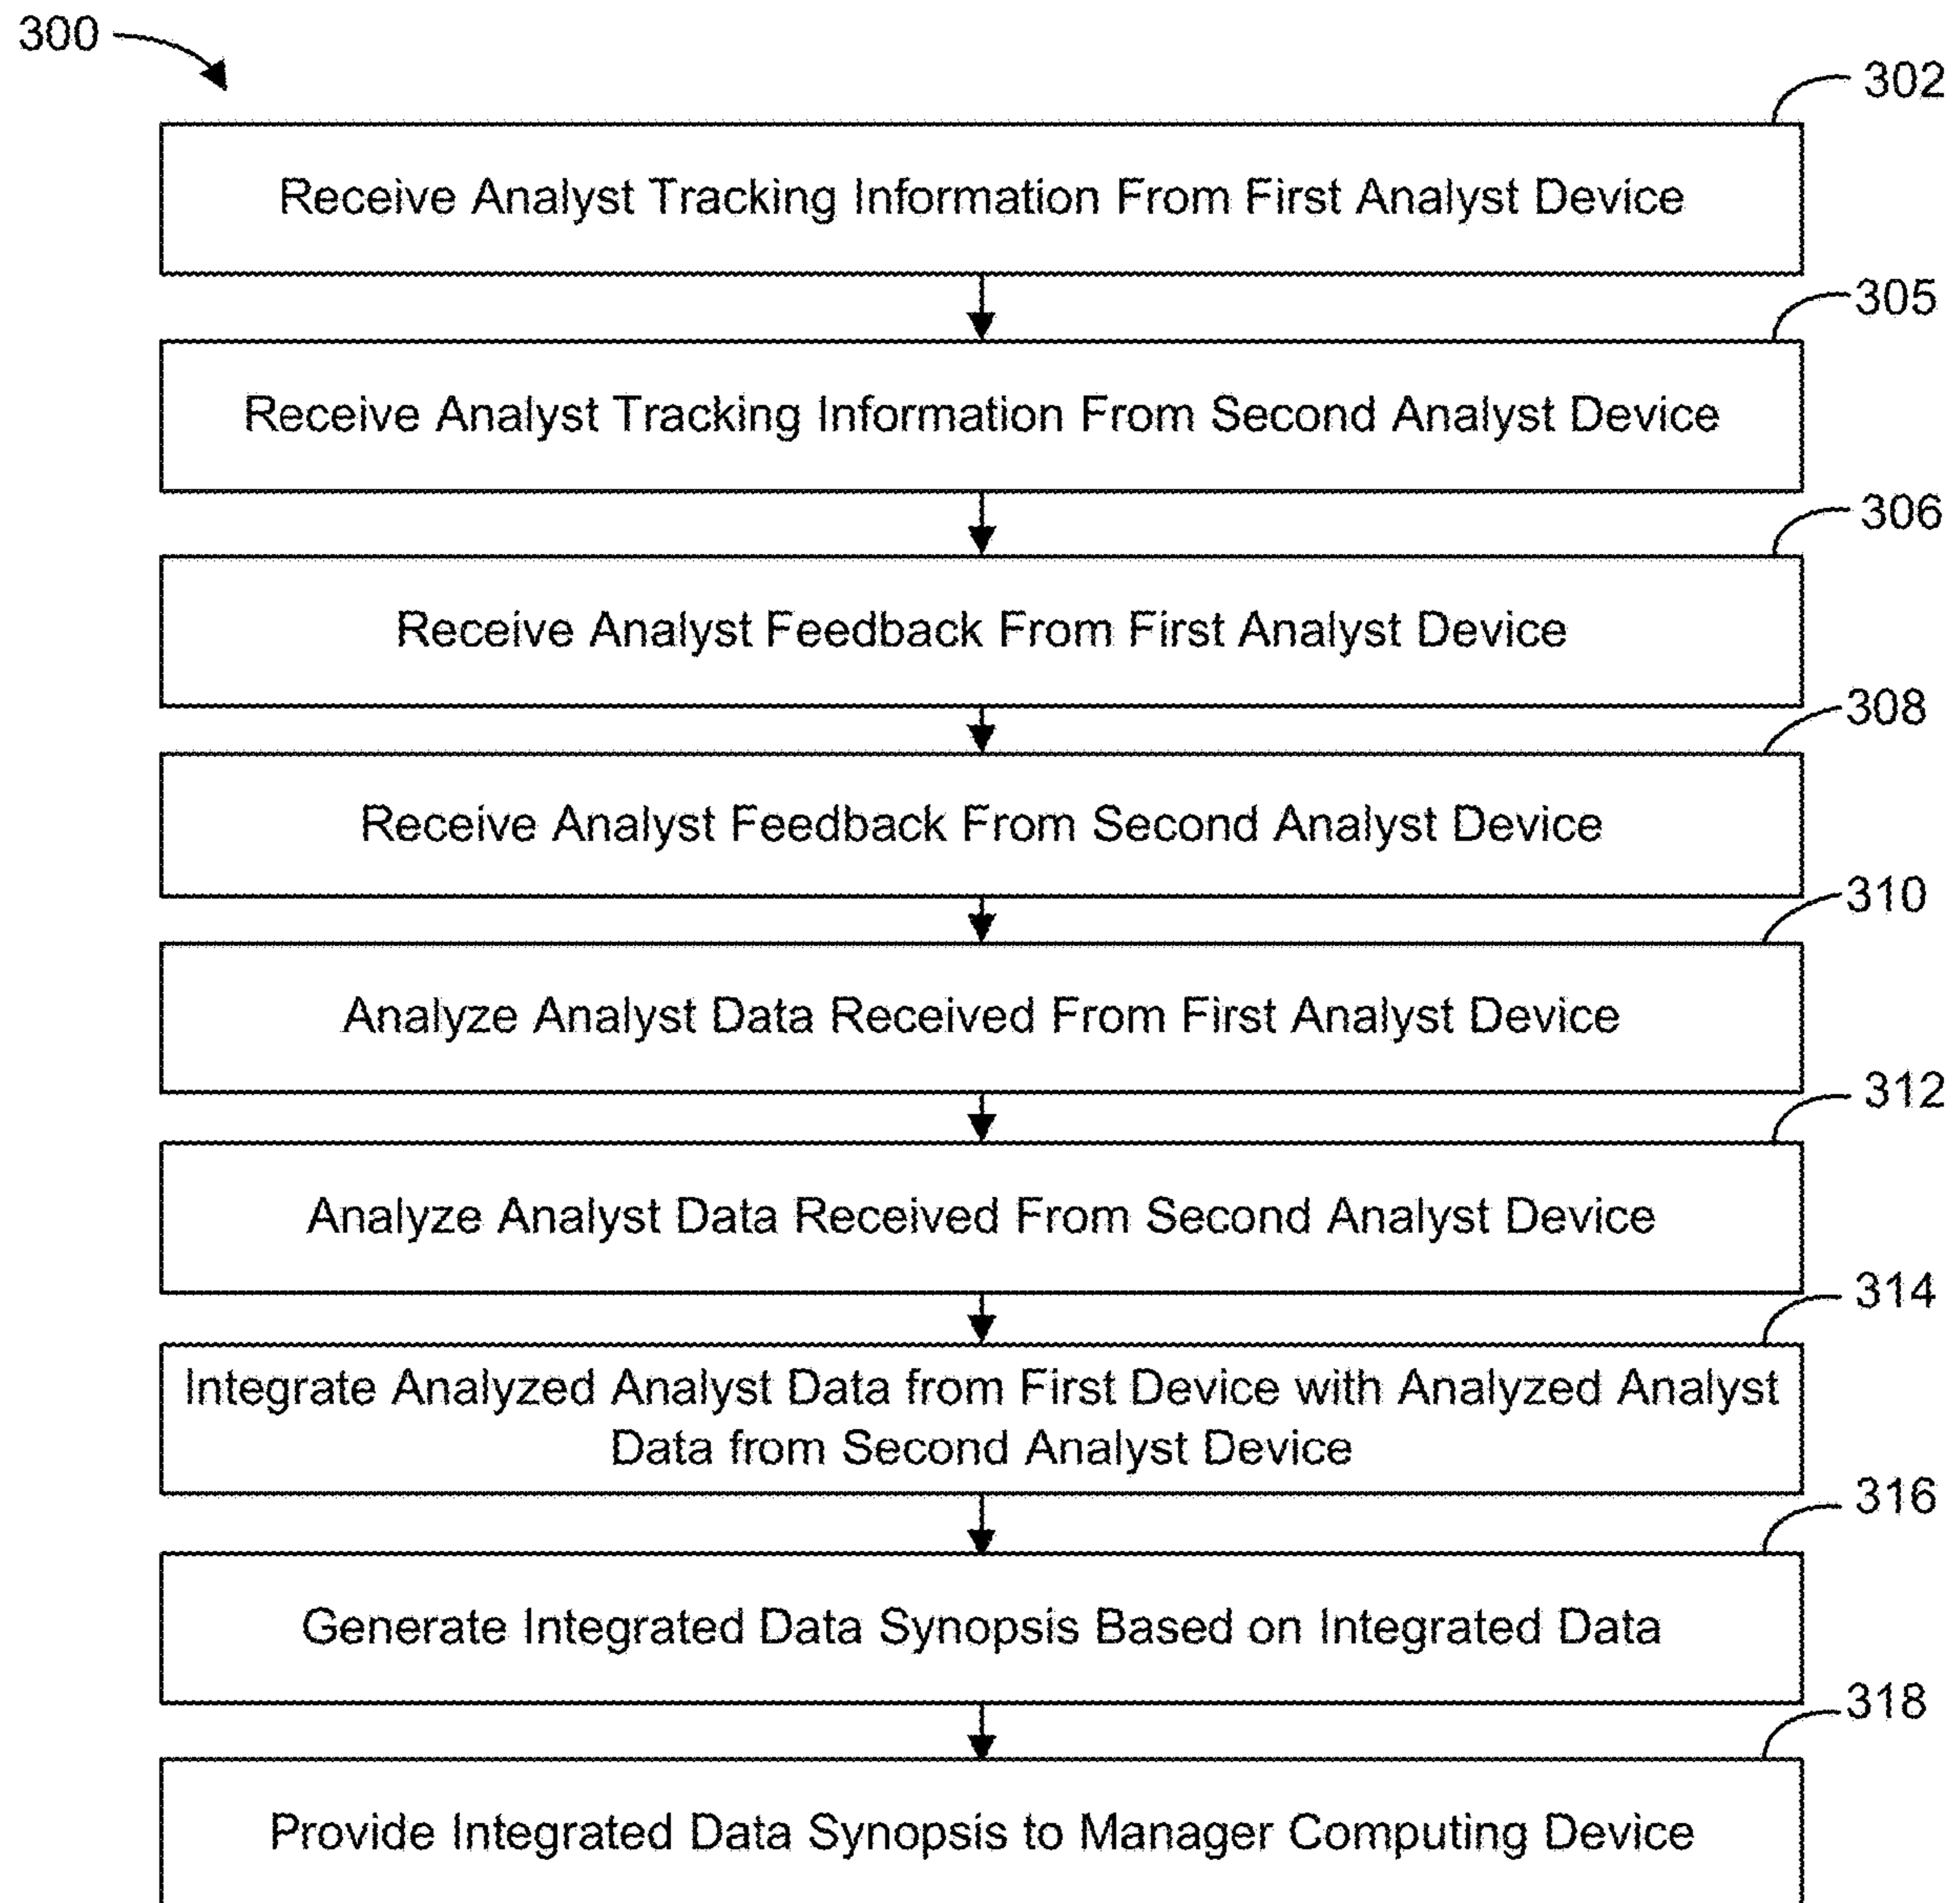 300
302
Receive Analyst Tracking Information From First Analyst Device
305
Receive Analyst Tracking Information From Second Analyst Device
306
Receive Analyst Feedback From First Analyst Device
308
Receive Analyst Feedback From Second Analyst Device
310
Analyze Analyst Data Received From First Analyst Device
312
Analyze Analyst Data Received From Second Analyst Device
314
Integrate Analyzed Analyst Data from First Device with Analyzed Analyst
Data from Second Analyst Device
316
Generate Integrated Data Synopsis Based on Integrated Data
318
Provide Integrated Data Synopsis to Manager Computing Device